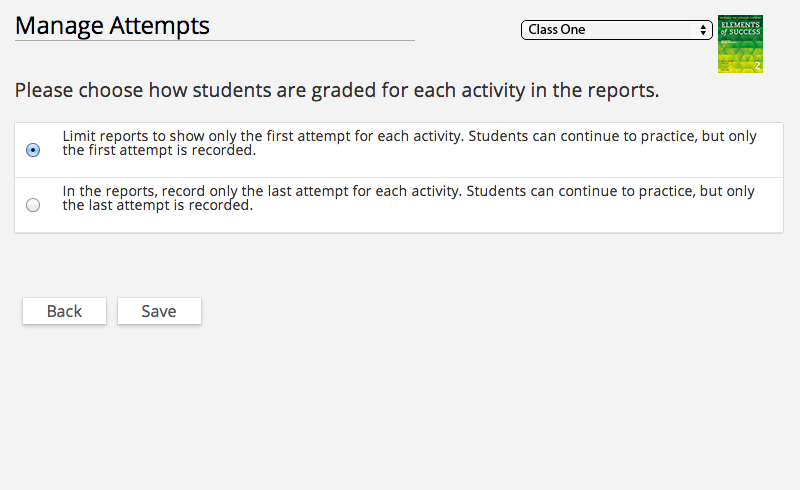 Manage Attempts
Class One
ELEMENTS
of SUCCESS
2
Please choose how students are graded for each activity in the reports.
Limit reports to show only the first attempt for each activity. Students can continue to practice, but only
the first attempt is recorded.
In the reports, record only the last attempt for each activity. Students can continue to practice, but only
the last attempt is recorded.
Back
Save